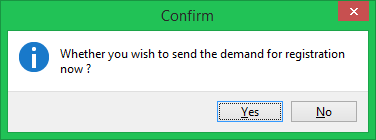 Confirm
Whether you wish to send the demand for registration
now ?
Yes
No